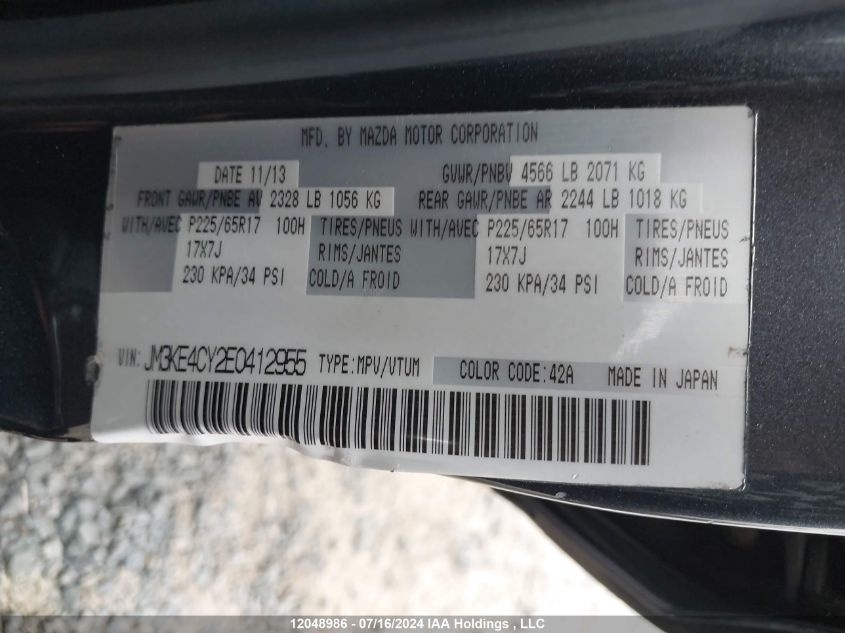 MFD. BY MAZDA MOTOR CORPORATION
DATE 11/13 GVWR/PNBV 4566 LB 2071 KG
FRONT GAWR/PNBE AV 2328 LB 1056 KG REAR GAWR/PNBE AR 2244 LB 1018 KG
WITH/AVEC P225/65R17 100H TIRES/PNEUS WITH/AVEC P225/65R17 100H TIRES/PNEUS
17X7J RIMS/JANTES 17X7J RIMS/JANTES
230 KPA/34 PSI COLD/A FROID 230 KPA/34 PSI COLD/A FROID
VIN: JM3KE4CY2E0412955 TYPE:MPV/VTUM COLOR CODE:42A MADE IN JAPAN
12048986 - 07/16/2024 IAA Holdings , LLC